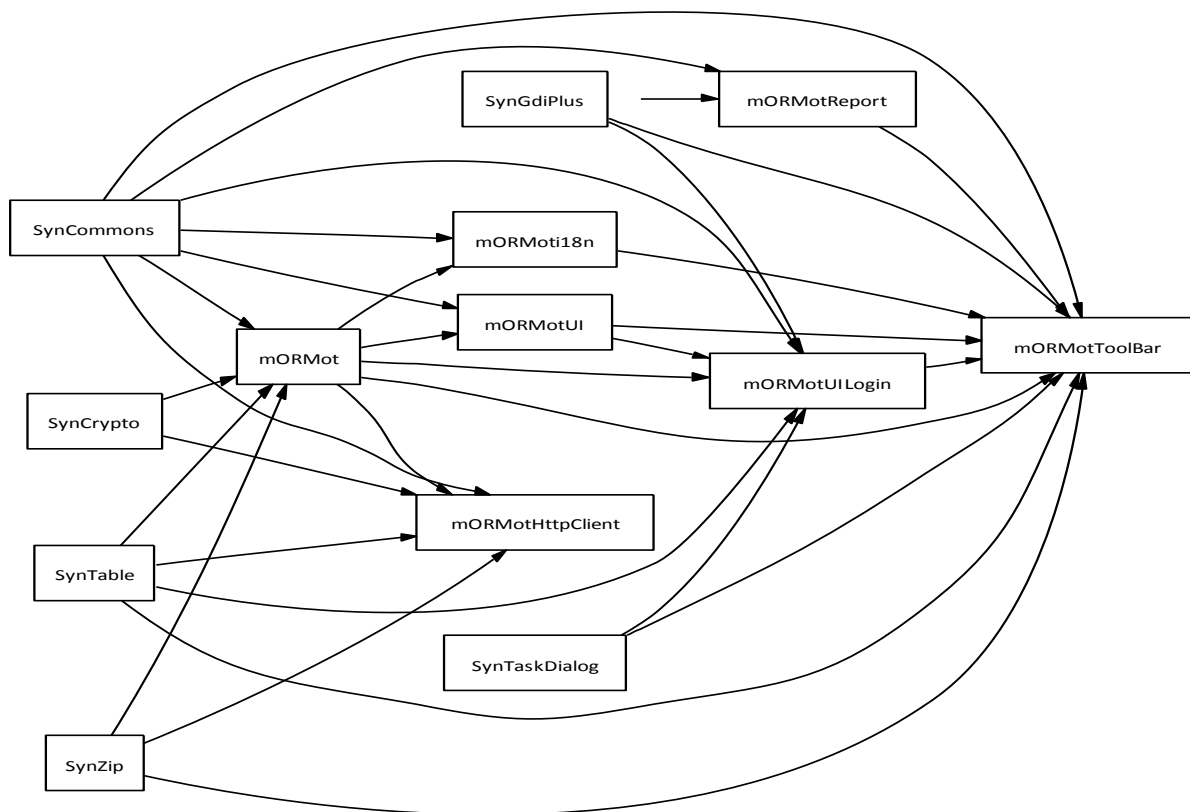 SynGdiPlus
mORMotReport
SynCommons
mORMoti18n
mORMotUI
mORMot
mORMotToolBar
mORMotUILogin
SynCrypto
mORMotHttpClient
SynTable
SynTaskDialog
SynZip